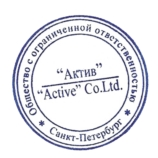 Общество с ограниченной ответственностью
“Актив”
“Active” Co.Ltd.
* Санкт-Петербург *